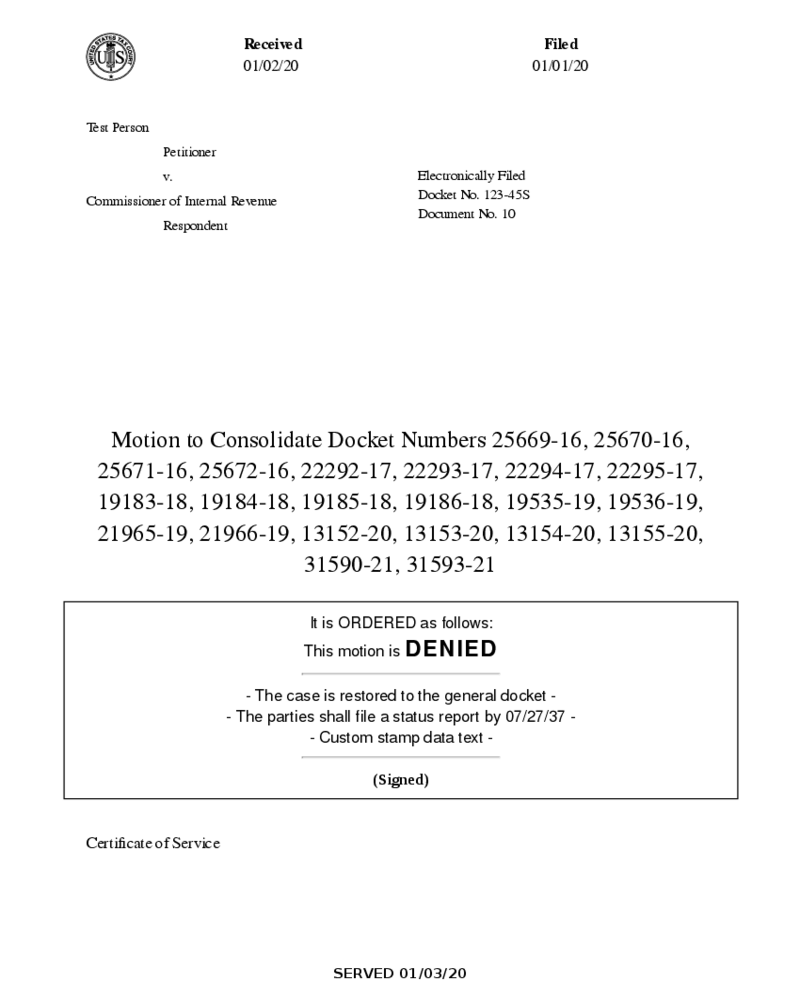 UNITED STATES TAX COURT
US
Received
01/02/20
Filed
01/01/20
Test Person
Petitioner
v.
Commissioner of Internal Revenue
Respondent
Electronically Filed
Docket No. 123-45S
Document No. 10
Motion to Consolidate Docket Numbers 25669-16, 25670-16,
25671-16, 25672-16, 22292-17, 22293-17, 22294-17, 22295-17,
19183-18, 19184-18, 19185-18, 19186-18, 19535-19, 19536-19,
21965-19, 21966-19, 13152-20, 13153-20, 13154-20, 13155-20,
31590-21, 31593-21
It is ORDERED as follows:
This motion is DENIED
- The case is restored to the general docket -
- The parties shall file a status report by 07/27/37 -
- Custom stamp data text -
(Signed)
Certificate of Service
SERVED 01/03/20